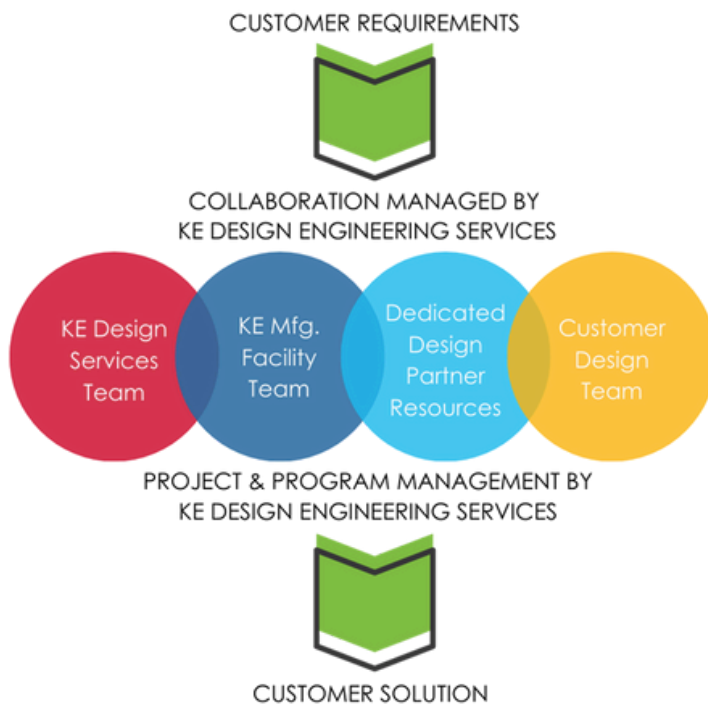 CUSTOMER REQUIREMENTS
COLLABORATION MANAGED BY
KE DESIGN ENGINEERING SERVICES
KE Design
Services
Team
KE Mfg.
Facility
Team
Dedicated
Design
Partner
Resources
Customer
Design
Team
PROJECT & PROGRAM MANAGEMENT BY
KE DESIGN ENGINEERING SERVICES
CUSTOMER SOLUTION